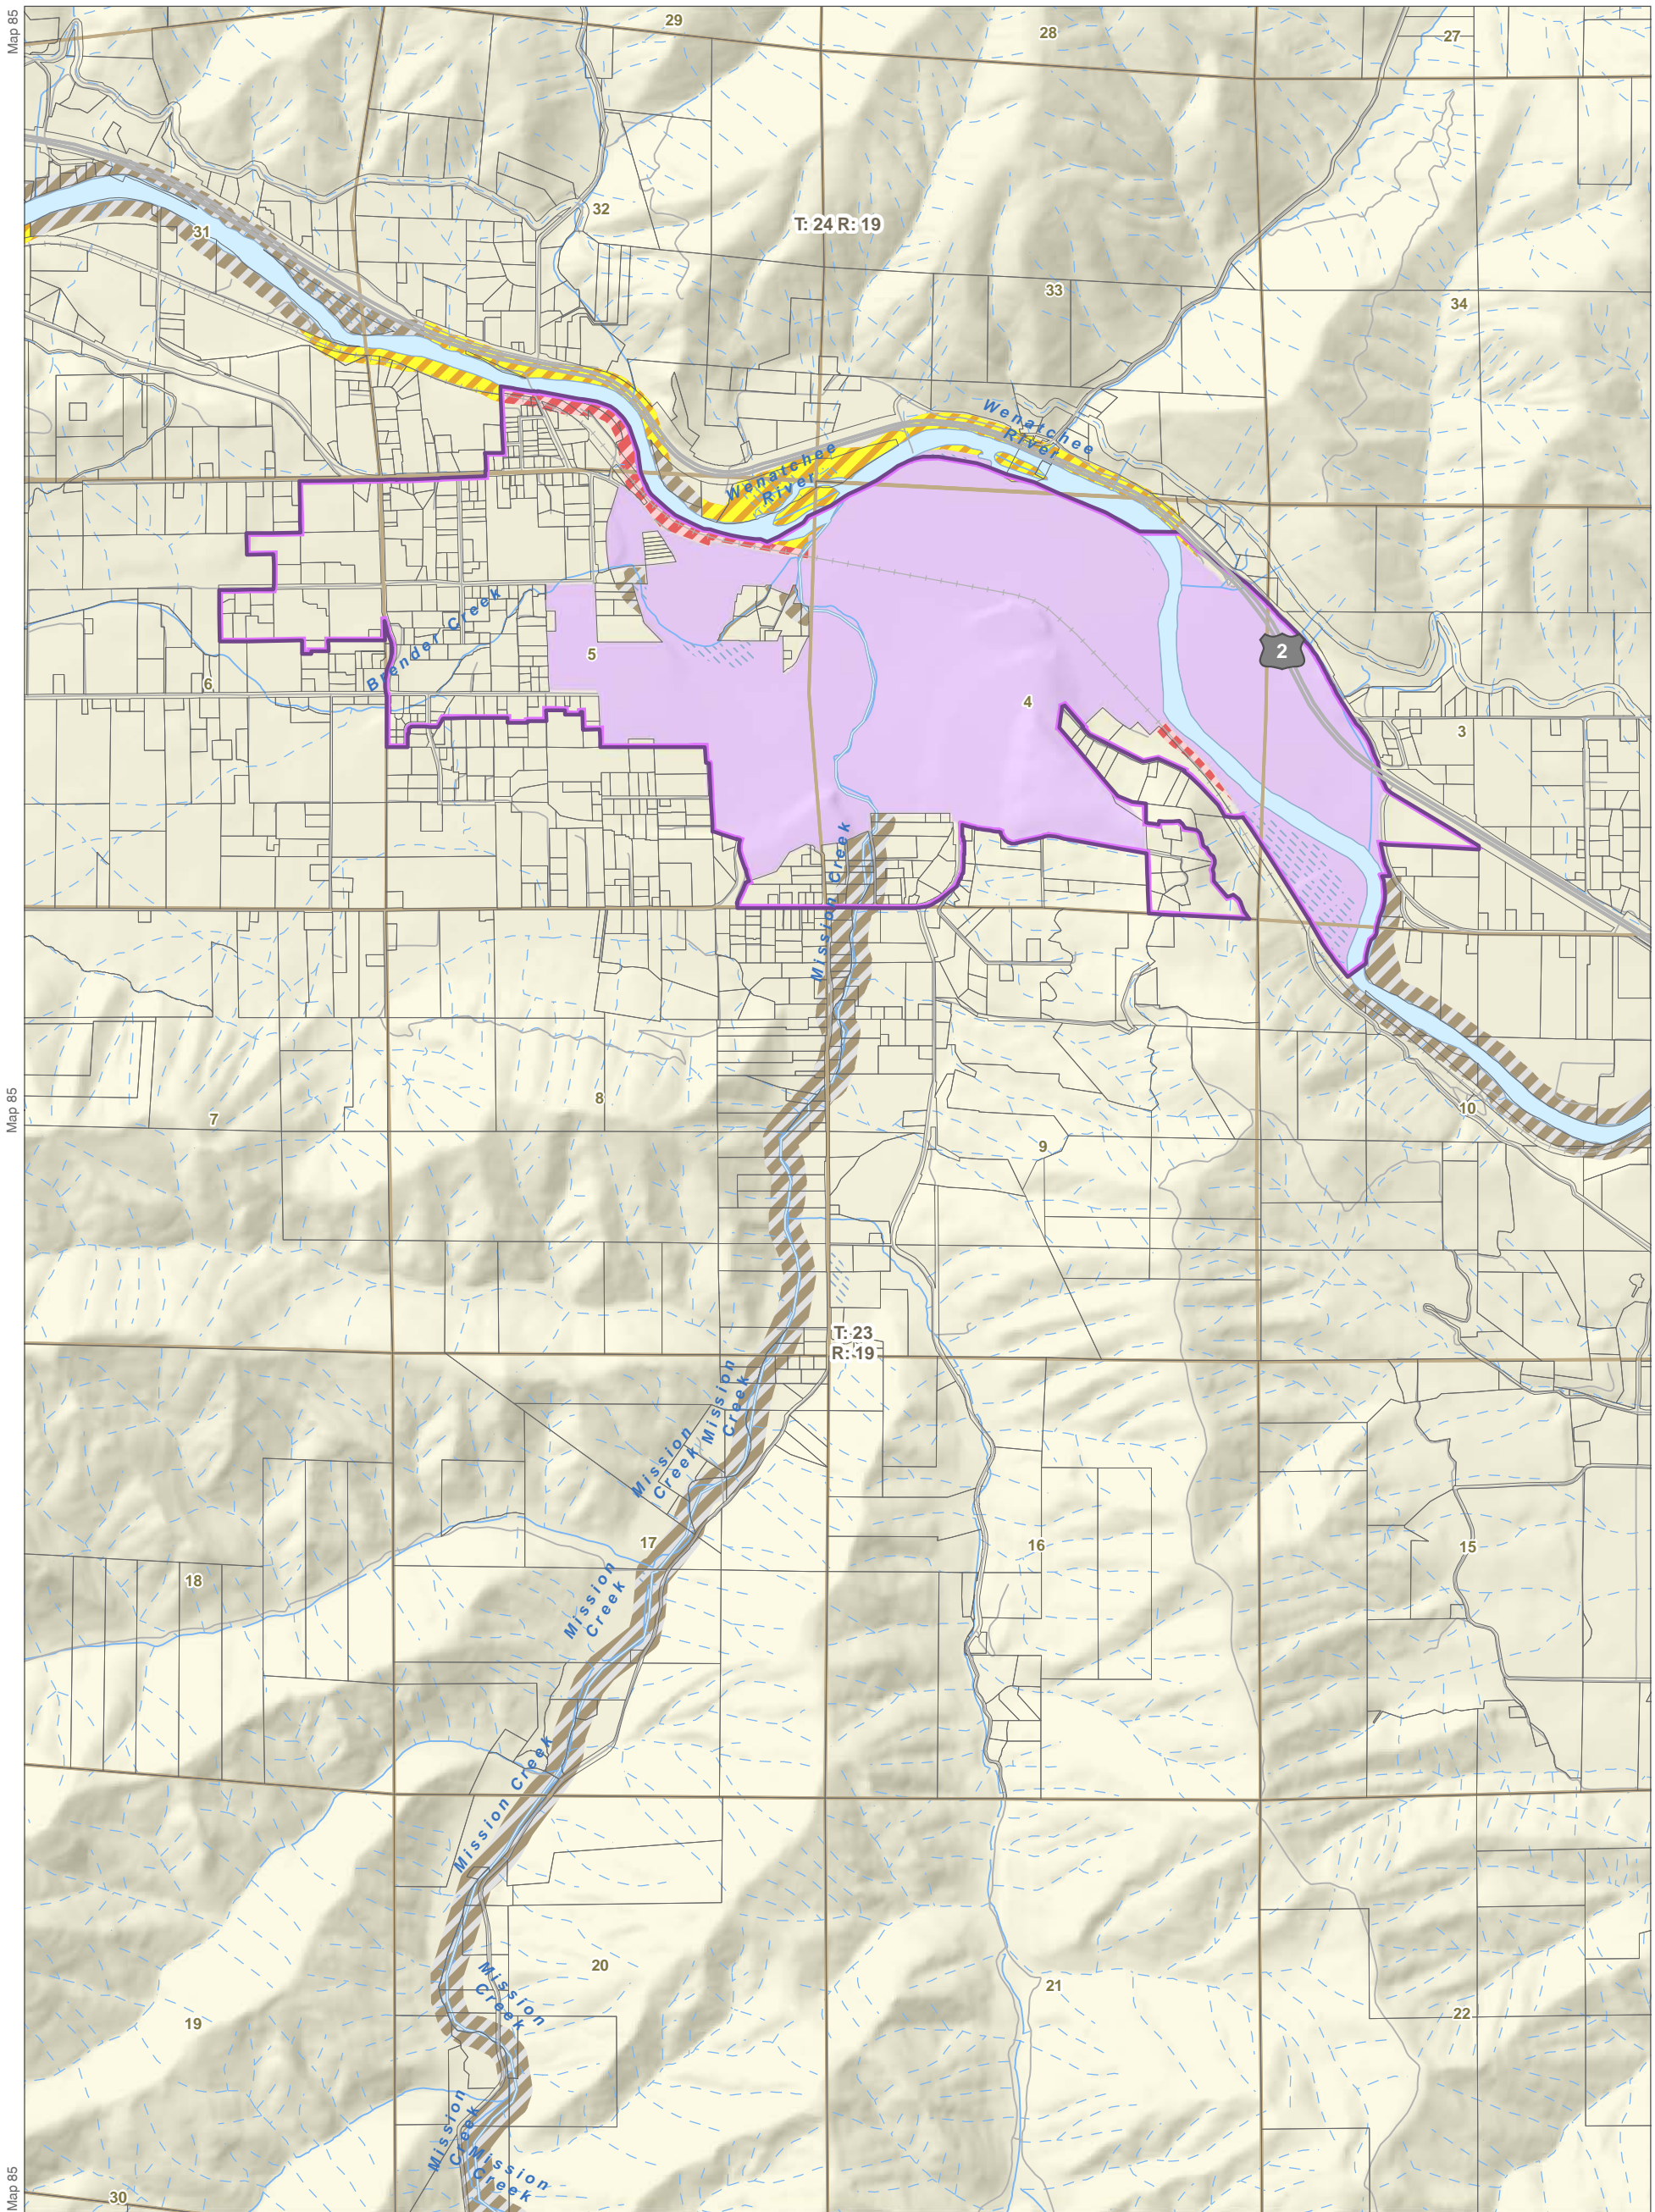 Map 85
29
28
27
32
T: 24 R: 19
31
33
34
Wenatchee
River
Wenatchee
River
Brender Creek
2
5
6
4
3
Mission Creek
Map 85
7
8
10
9
T: 23
R: 19
Mission
Creek
Mission
Creek
17
16
15
18
Mission
Creek
Mission Creek
20
Mission
Creek
21
19
22
Mission
Creek
Mission
Creek
Map 85
30